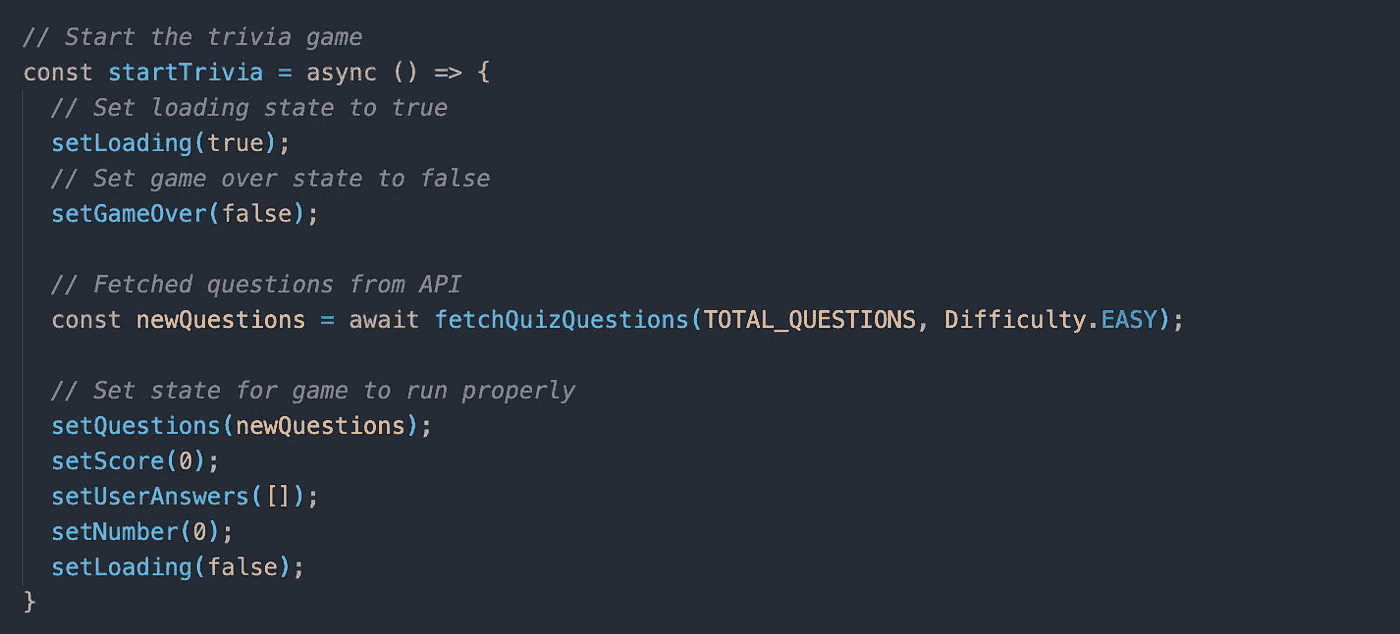 // Start the trivia game
const startTrivia = async () => {
// Set loading state to true
setLoading(true);
// Set game over state to false
setGameOver(false);
// Fetched questions from API
const newQuestions = await fetchQuizQuestions(TOTAL_QUESTIONS, Difficulty.EASY);
// Set state for game to run properly
setQuestions(newQuestions);
setScore(0);
setUserAnswers([]);
setNumber(0);
setLoading(false);
}